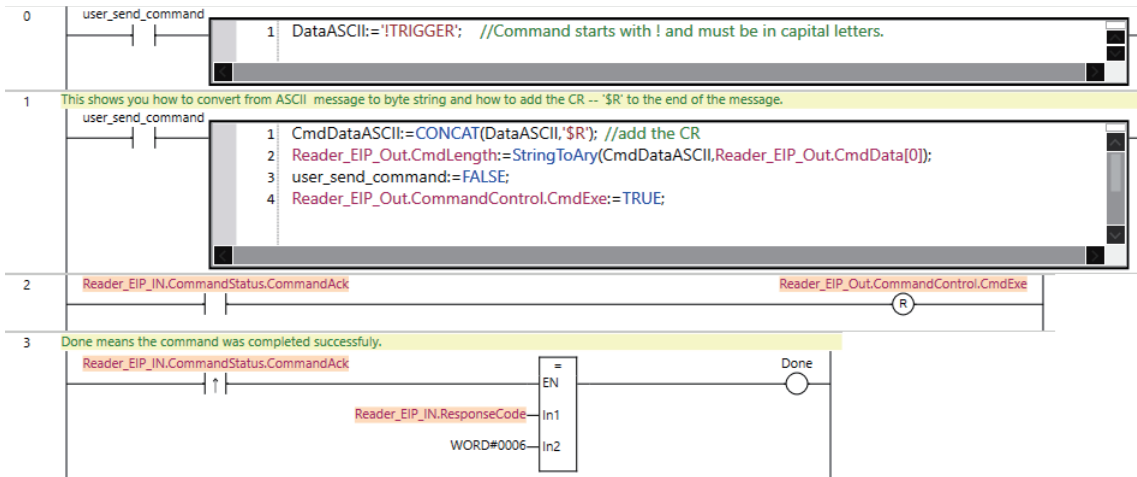 0
user_send_command
1 DataASCII:='!TRIGGER'; //Command starts with ! and must be in capital letters.
1 This shows you how to convert from ASCII message to byte string and how to add the CR -- '$R' to the end of the message.
user_send_command
1 CmdDataASCII:=CONCAT(DataASCII,'$R'); //add the CR
2 Reader_EIP_Out.CmdLength:=StringToAry(CmdDataASCII,Reader_EIP_Out.CmdData[0]);
3 user_send_command:=FALSE;
4 Reader_EIP_Out.CommandControl.CmdExe:=TRUE;
2 Reader_EIP_IN.CommandStatus.CommandAck Reader_EIP_Out.CommandControl.CmdExe
R
3 Done means the command was completed successfuly.
Reader_EIP_IN.CommandStatus.CommandAck = Done
↑ EN
Reader_EIP_IN.ResponseCode In1
WORD#0006 In2